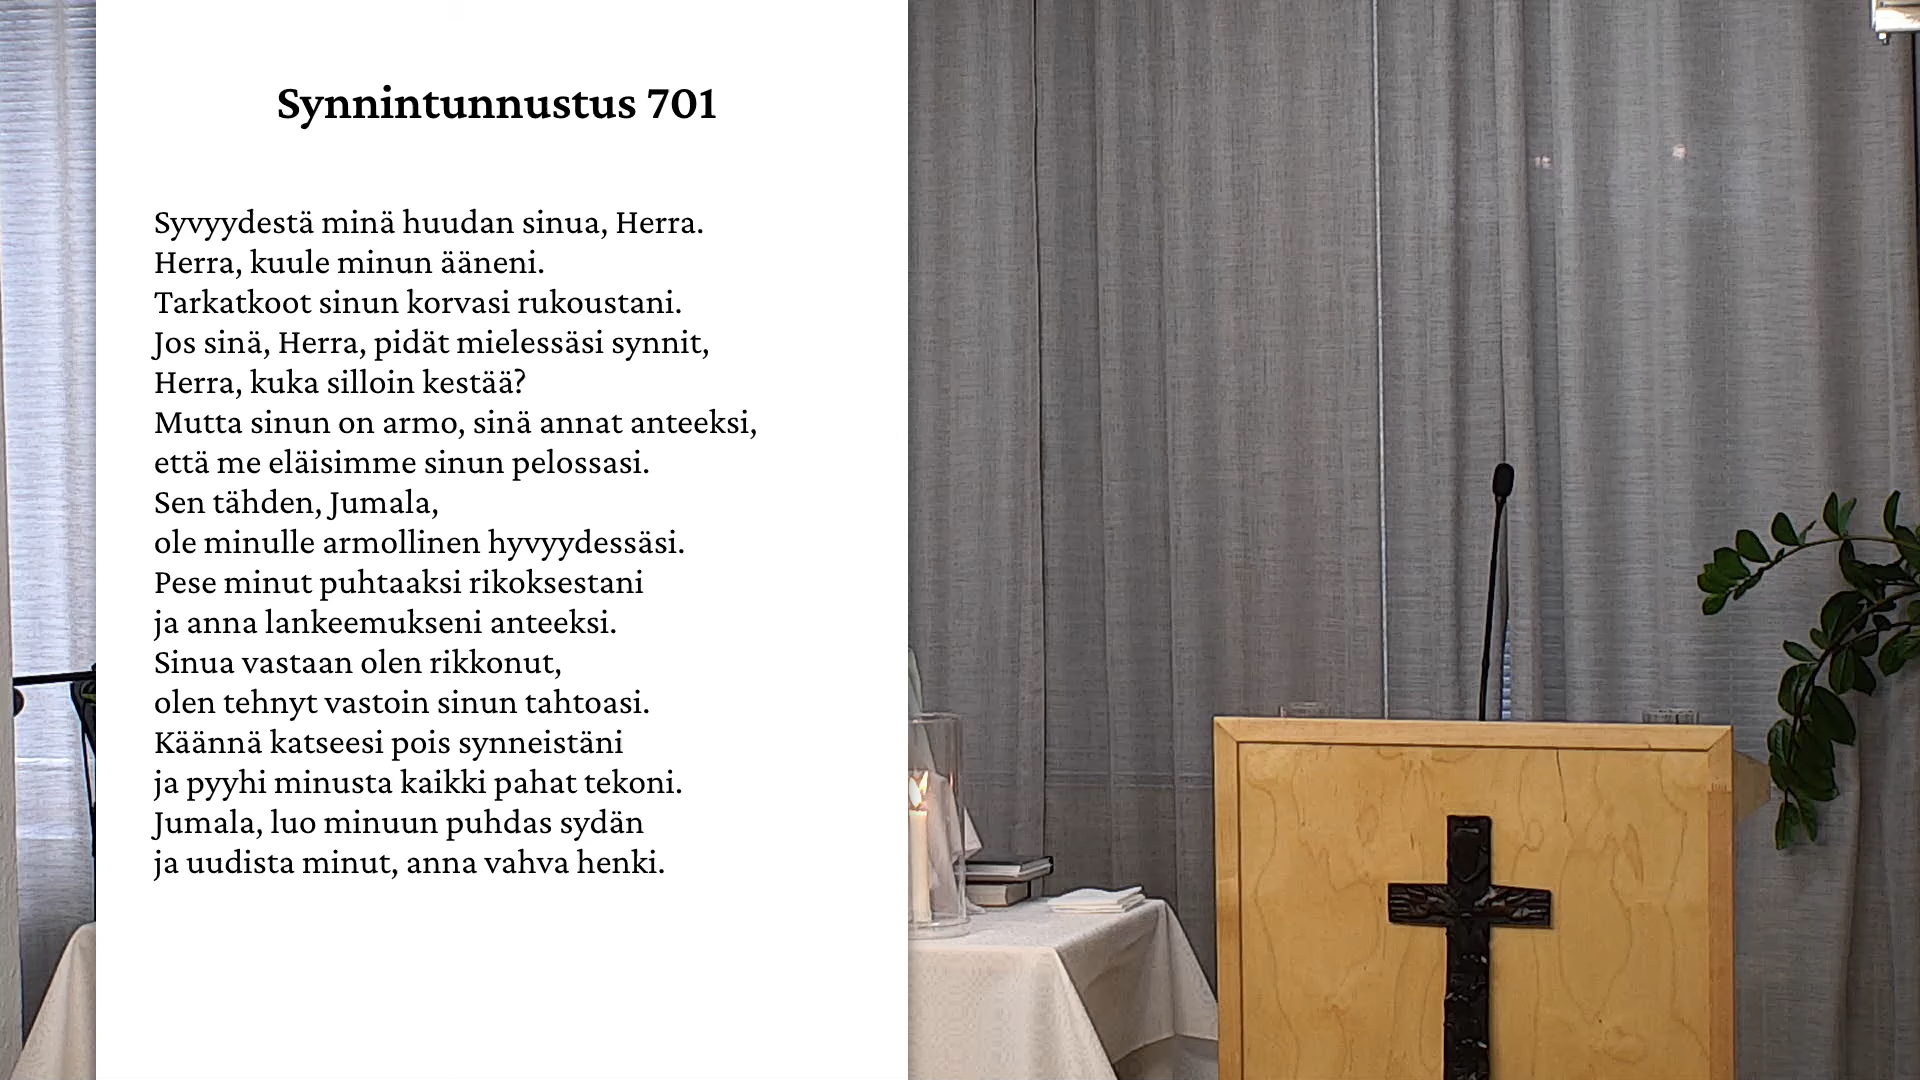 Synnintunnustus 701
Syvyydestä minä huudan sinua, Herra.
Herra, kuule minun ääneni.
Tarkatkoot sinun korvasi rukoustani.
Jos sinä, Herra, pidät mielessäsi synnit,
Herra, kuka silloin kestää?
Mutta sinun on armo, sinä annat anteeksi,
että me eläisimme sinun pelossasi.
Sen tähden, Jumala,
ole minulle armollinen hyvyydessäsi.
Pese minut puhtaaksi rikoksestani
ja anna lankeemukseni anteeksi.
Sinua vastaan olen rikkonut,
olen tehnyt vastoin sinun tahtoasi.
Käännä katseesi pois synneistäni
ja pyyhi minusta kaikki pahat tekoni.
Jumala, luo minuun puhdas sydän
ja uudista minut, anna vahva henki.